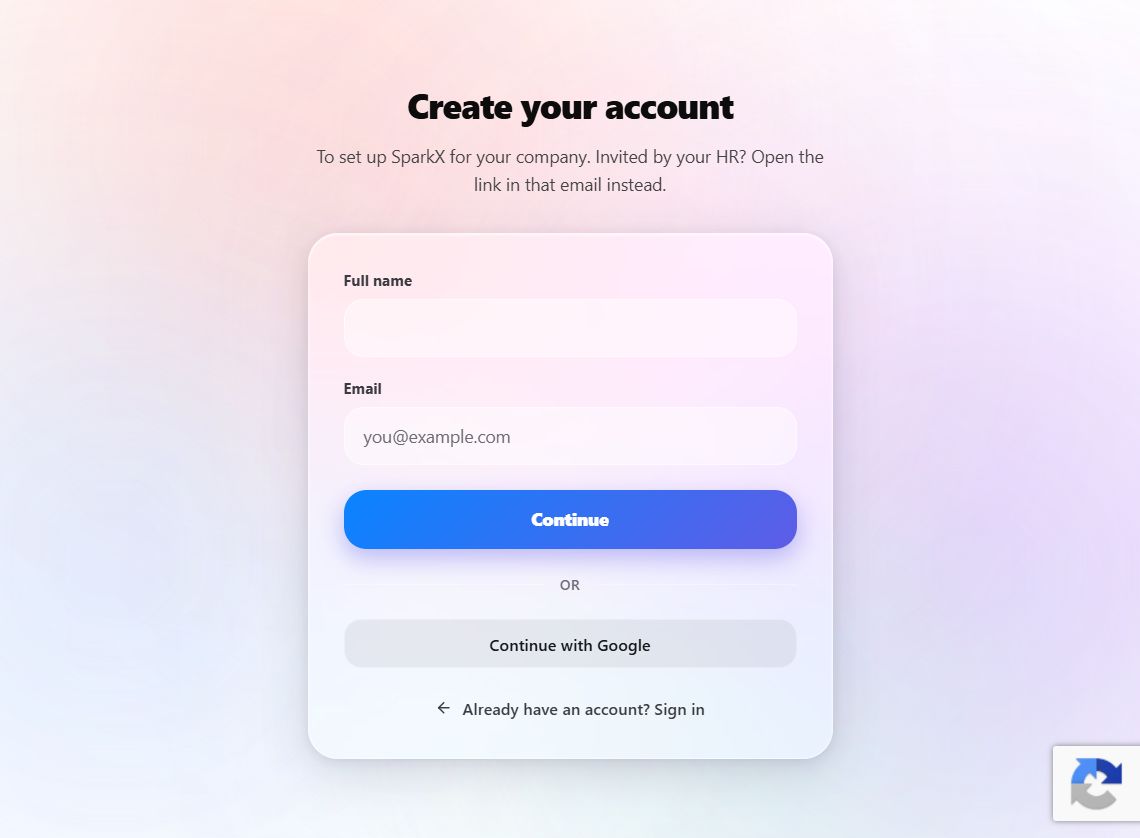 Create your account
To set up SparkX for your company. Invited by your HR? Open the
link in that email instead.
Full name
Email
you@example.com
Continue
OR
Continue with Google
← Already have an account? Sign in